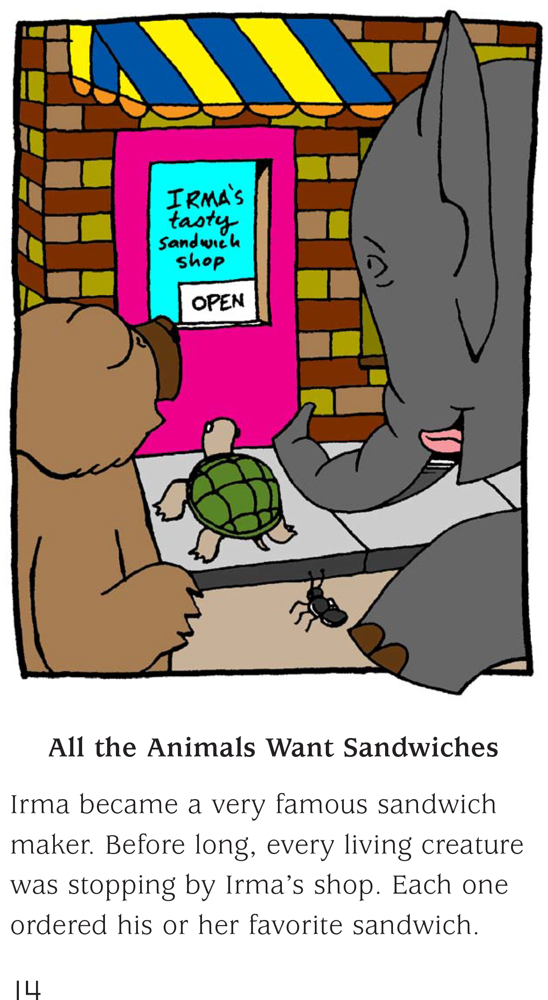 IRMA'S
tasty
sandwich
shop
OPEN
All the Animals Want Sandwiches
Irma became a very famous sandwich
maker. Before long, every living creature
was stopping by Irma’s shop. Each one
ordered his or her favorite sandwich.
14